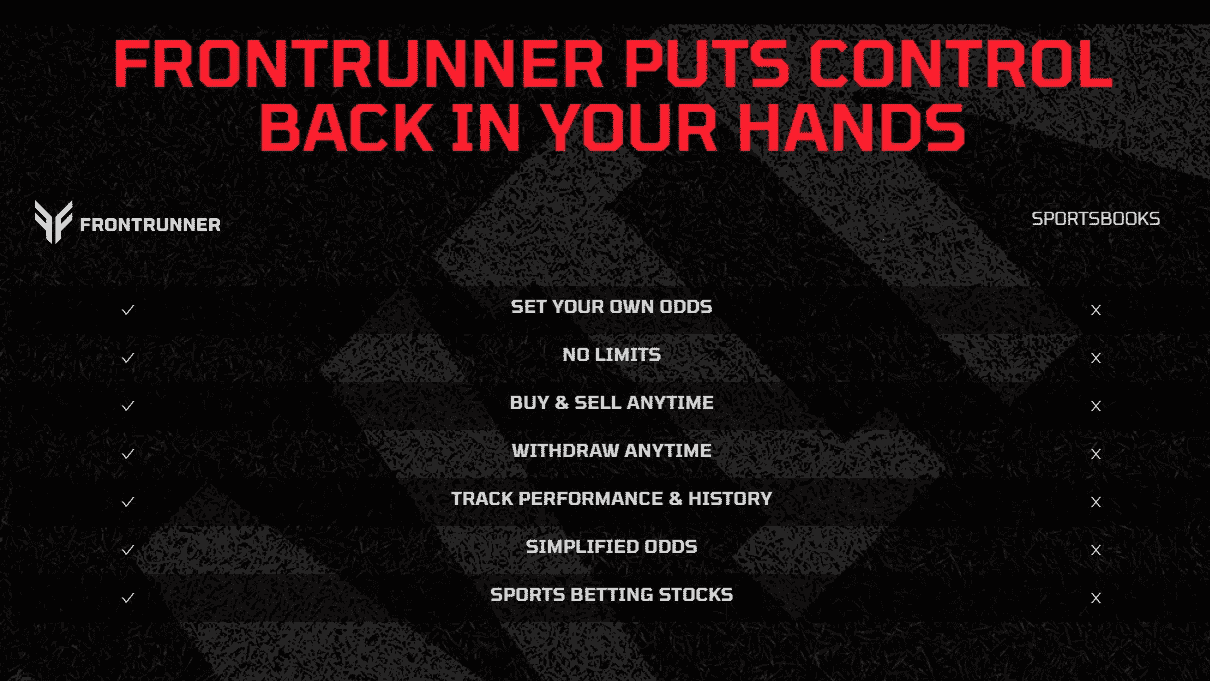 FRONTRUNNER PUTS CONTROL
BACK IN YOUR HANDS
FRONTRUNNER SPORTSBOOKS
✓ SET YOUR OWN ODDS X
✓ NO LIMITS X
✓ BUY & SELL ANYTIME X
✓ WITHDRAW ANYTIME X
✓ TRACK PERFORMANCE & HISTORY X
✓ SIMPLIFIED ODDS X
✓ SPORTS BETTING STOCKS X